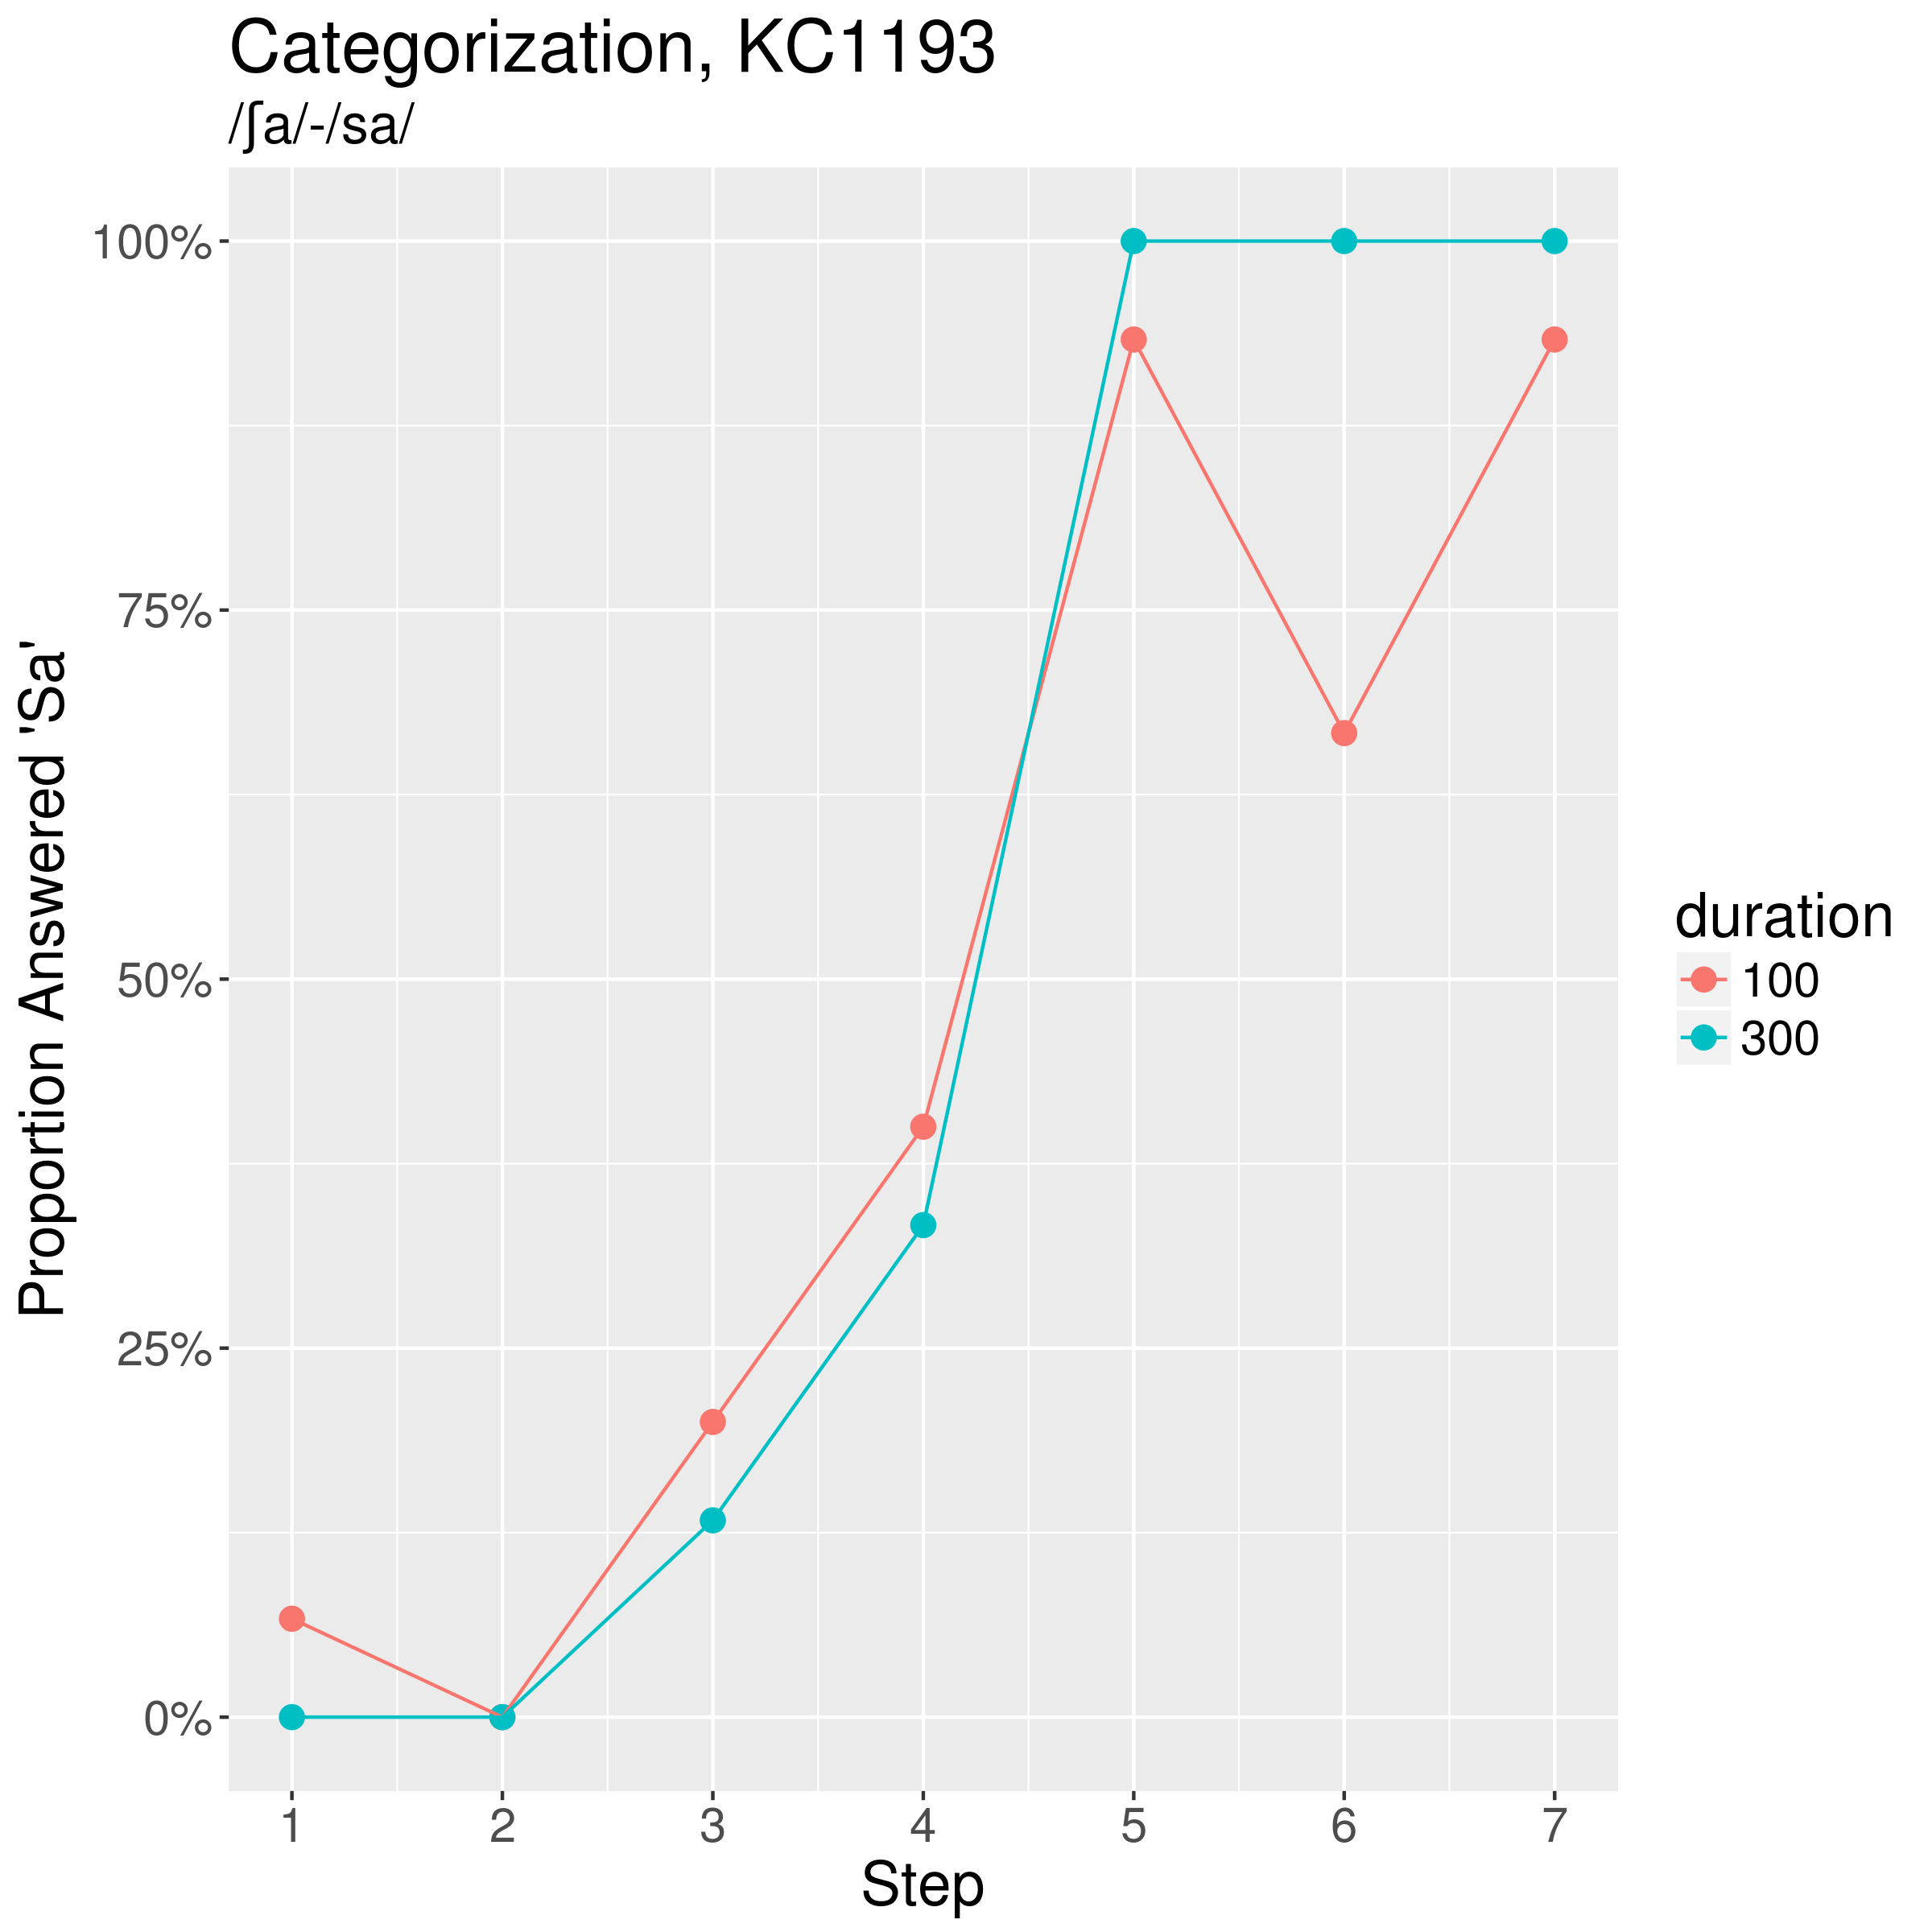 Categorization, KC1193
/ʃa/-/sa/
Proportion Answered 'Sa'
100%
75%
50%
25%
0%
1 2 3 4 5 6 7
Step
duration
100
300